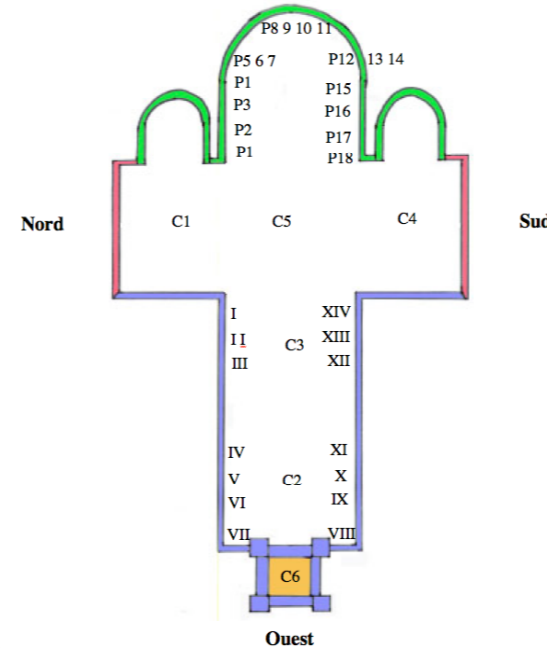 P8 9 10 11
P5 6 7 P12 13 14
P1 P15
P3 P16
P2 P17
P1 P18
Nord C1 C5 C4 Sud
I XIV
I I C3 XIII
III XII
IV XI
V C2 X
VI IX
VII VIII
C6
Ouest